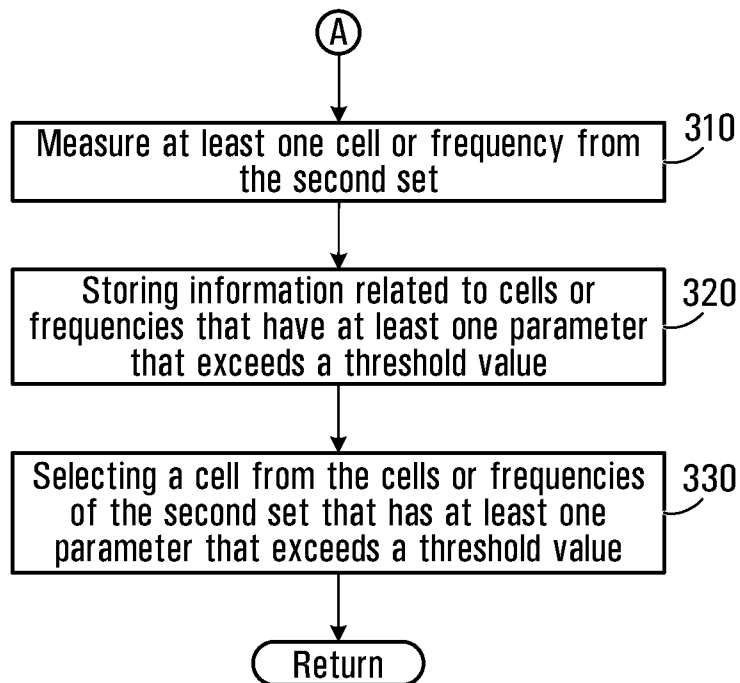 A
Measure at least one cell or frequency from
the second set
310
Storing information related to cells or
frequencies that have at least one parameter
that exceeds a threshold value
320
Selecting a cell from the cells or frequencies
of the second set that has at least one
parameter that exceeds a threshold value
330
Return